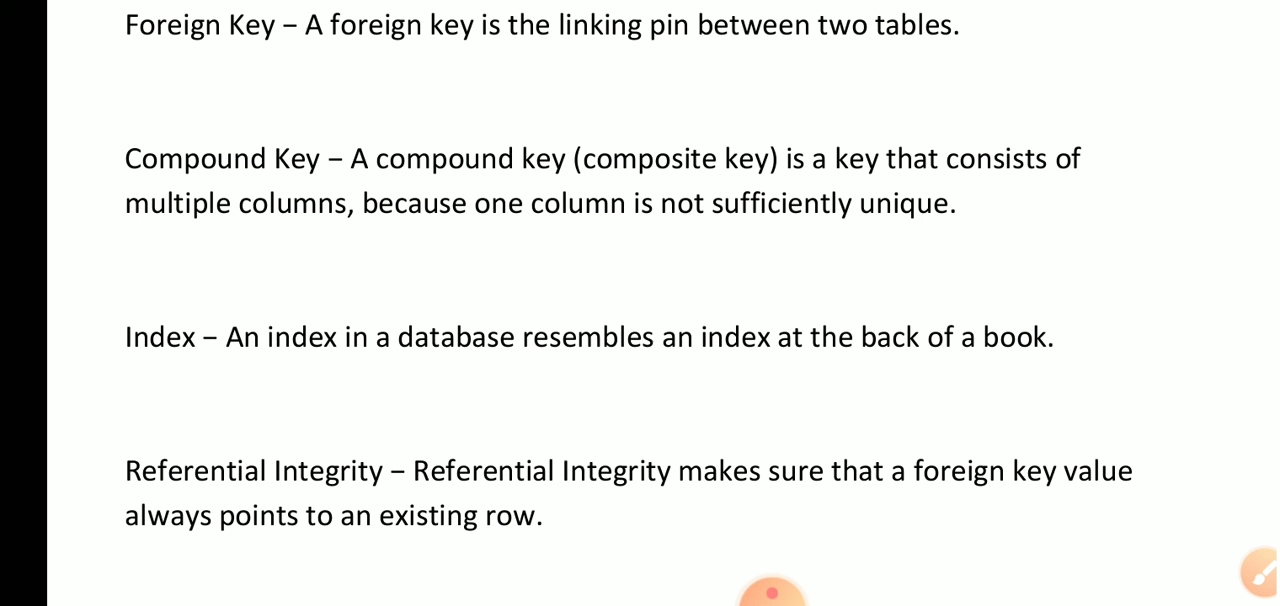 Foreign Key − A foreign key is the linking pin between two tables.
Compound Key − A compound key (composite key) is a key that consists of
multiple columns, because one column is not sufficiently unique.
Index − An index in a database resembles an index at the back of a book.
Referential Integrity − Referential Integrity makes sure that a foreign key value
always points to an existing row.